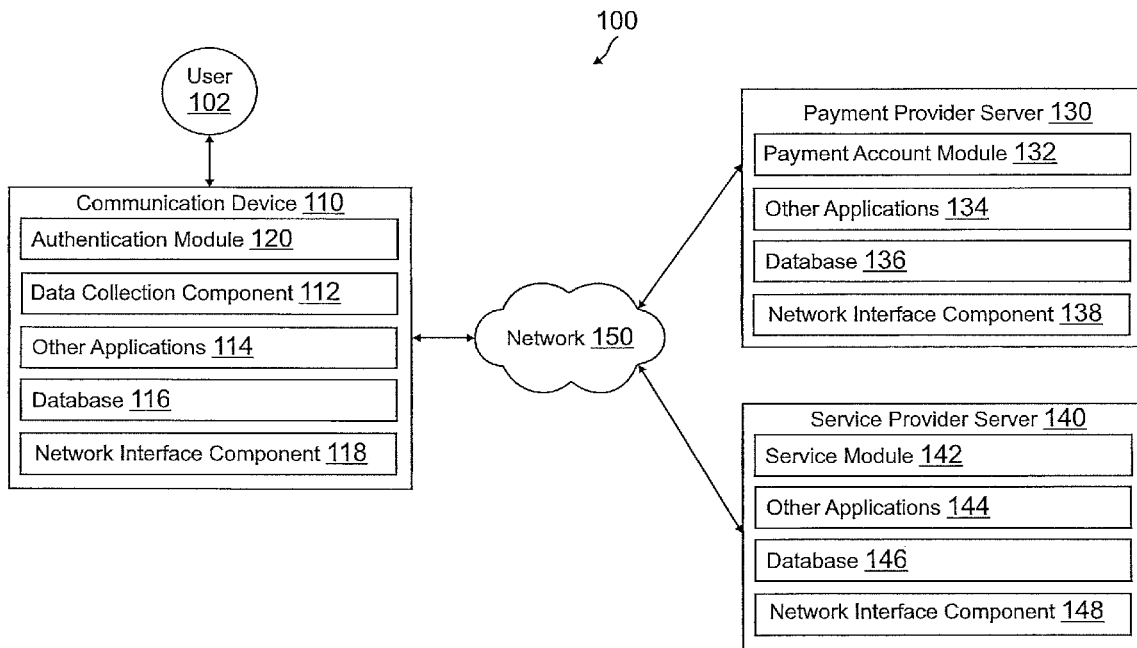 100
User
102
Communication Device 110
Authentication Module 120
Data Collection Component 112
Other Applications 114
Database 116
Network Interface Component 118
Network 150
Payment Provider Server 130
Payment Account Module 132
Other Applications 134
Database 136
Network Interface Component 138
Service Provider Server 140
Service Module 142
Other Applications 144
Database 146
Network Interface Component 148